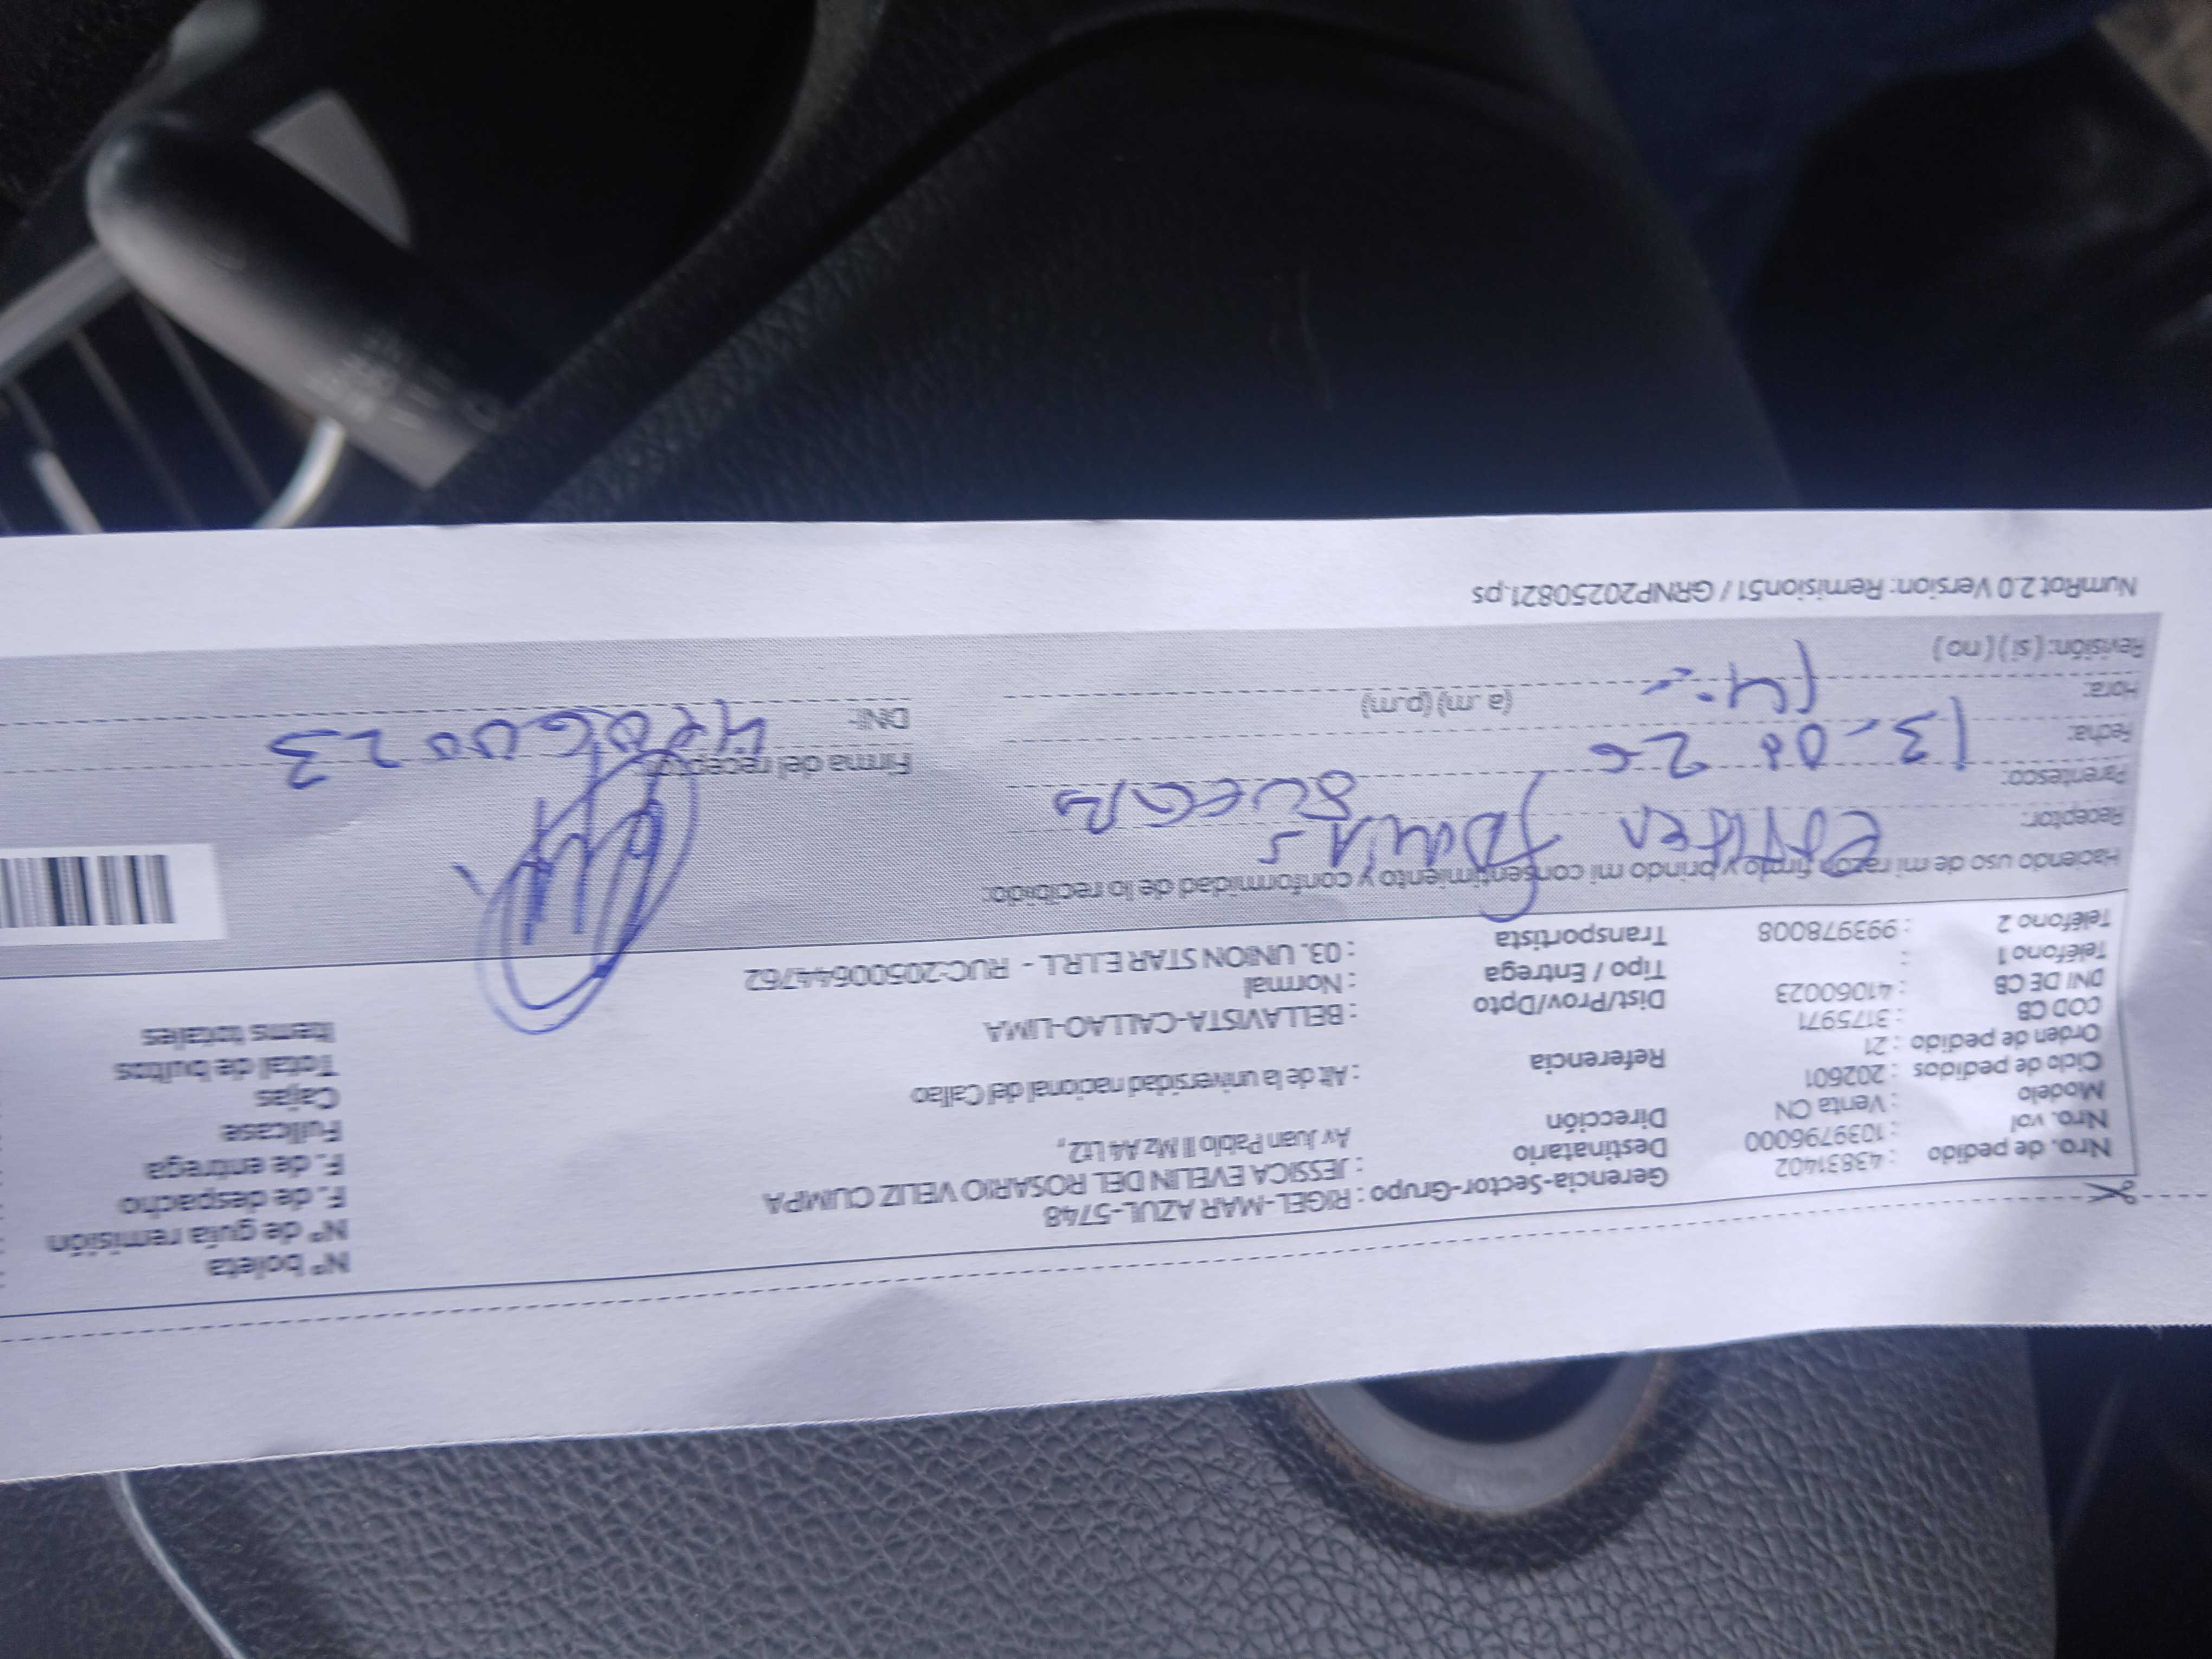 Gerencia-Sector-Grupo : RIGEL-MAR AZUL-5748
Nro. de pedido : 43831402
Destinatario : JESSICA EVELIN DEL ROSARIO VELIZ CUMPA
Nro. vol : 1039796000
Dirección Av Juan Pablo II Mz A4 Lt2,
Modelo : Venta CN
Ciclo de pedidos : 202601
Referencia : Alt de la universidad nacional del Callao
Orden de pedido : 21
COD CB : 3175971
Dist/Prov/Dpto : BELLAVISTA-CALLAO-LIMA
DNI DE CB : 41060023
Tipo / Entrega : Normal
Teléfono 1 :
Transportista : 03. UNION STAR E.I.R.L - RUC:20500644762
Teléfono 2 : 993978008
N° boleta :
N° de guía remisión :
F. de despacho :
F. de entrega :
Fullcase
Cajas
Total de bultos
Items totales
Haciendo uso de mi razón firmo y brindo mi consentimiento y conformidad de lo recibido:
Receptor:
Parentesco: SUEGRA
Fecha: 13-01 26
Hora: 14: (a .m) (p.m)
Revisión: ( si ) ( no )
Firma del receptor:
DNI:
NumRot 2.0 Version: Remision51 / GRNP20250821.ps